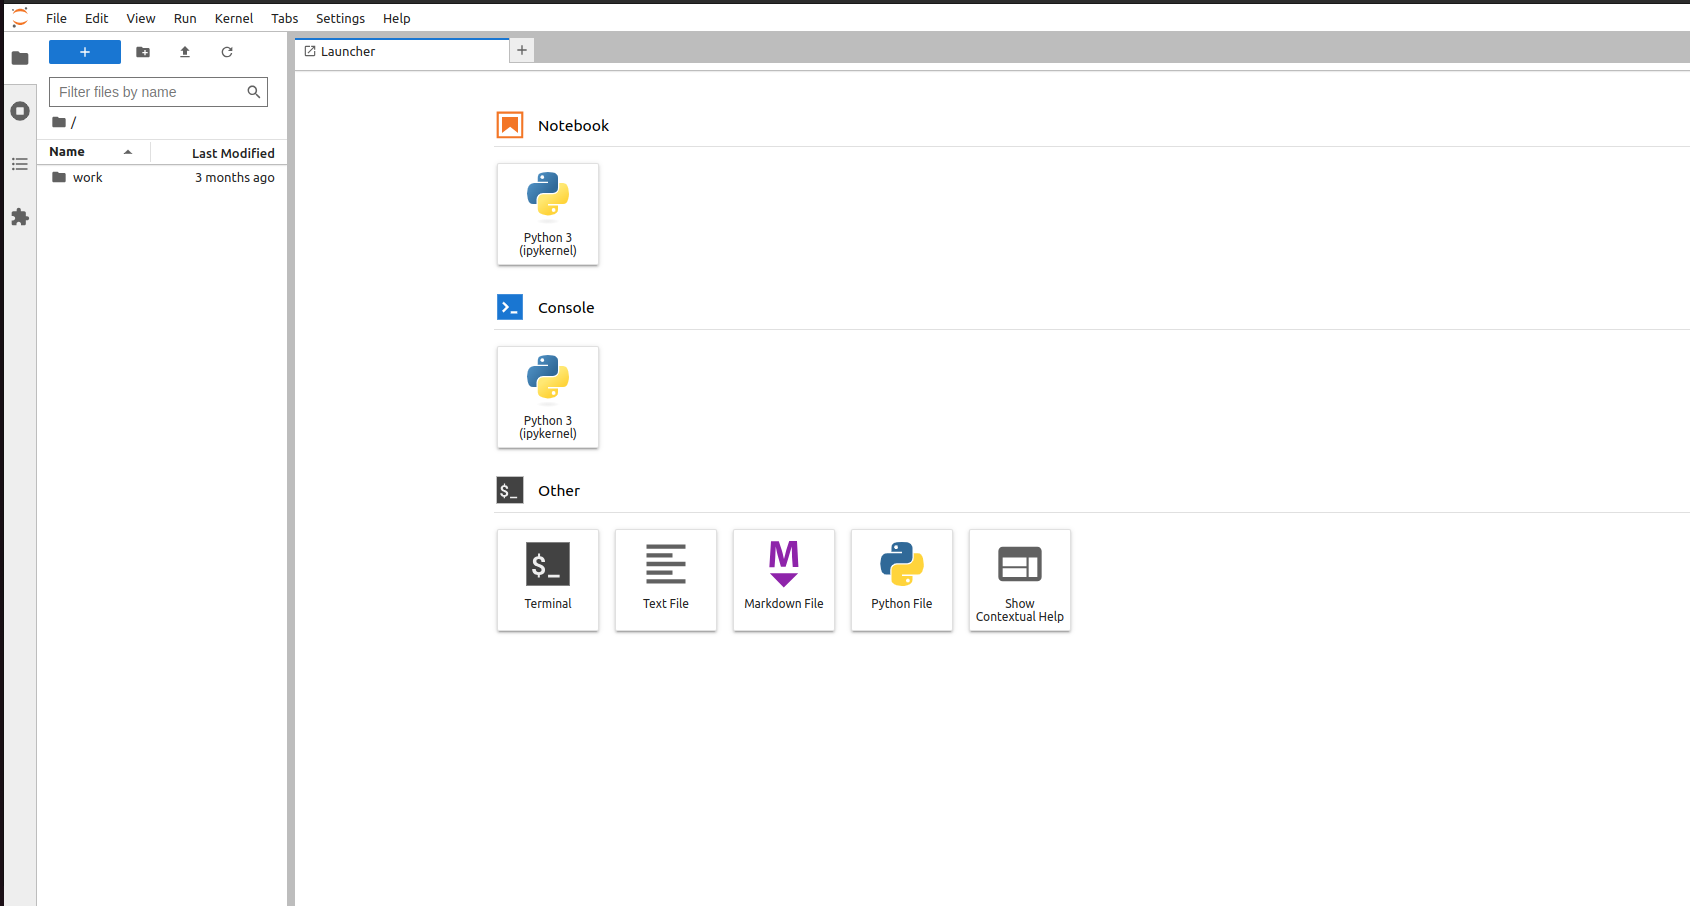 File Edit View Run Kernel Tabs Settings Help
+
Launcher
+
Filter files by name
/
Name Last Modified
work 3 months ago
Notebook
Python 3
(ipykernel)
>_ Console
Python 3
(ipykernel)
$_ Other
$_
Terminal
Text File
M
Markdown File
Python File
Show
Contextual Help